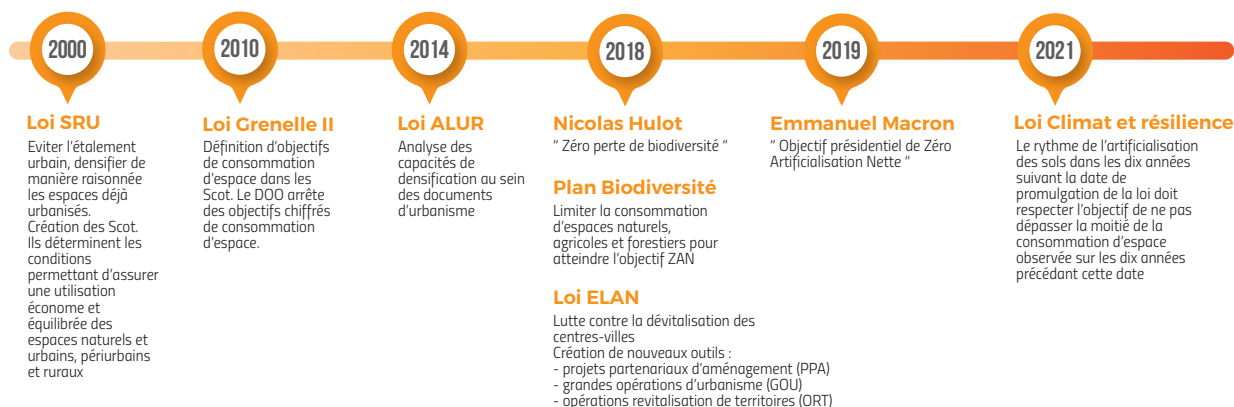 2000
Loi SRU
Eviter l'étalement
urbain, densifier de
manière raisonnée
les espaces déjà
urbanisés.
Création des Scot.
Ils déterminent les
conditions
permettant d'assurer
une utilisation
économe et
équilibrée des
espaces naturels et
urbains, périurbains
et ruraux
2010
Loi Grenelle II
Définition d'objectifs
de consommation
d'espace dans les
Scot. Le DOO arrête
des objectifs chiffrés
de consommation
d'espace.
2014
Loi ALUR
Analyse des
capacités de
densification au sein
des documents
d'urbanisme
2018
Nicolas Hulot
" Zéro perte de biodiversité "
Plan Biodiversité
Limiter la consommation
d'espaces naturels,
agricoles et forestiers pour
atteindre l'objectif ZAN
Loi ELAN
Lutte contre la dévitalisation des
centres-villes
Création de nouveaux outils :
- projets partenariaux d'aménagement (PPA)
- grandes opérations d'urbanisme (GOU)
- opérations revitalisation de territoires (ORT)
2019
Emmanuel Macron
" Objectif présidentiel de Zéro
Artificialisation Nette "
2021
Loi Climat et résilience
Le rythme de l'artificialisation
des sols dans les dix années
suivant la date de
promulgation de la loi doit
respecter l'objectif de ne pas
dépasser la moitié de la
consommation d'espace
observée sur les dix années
précédant cette date